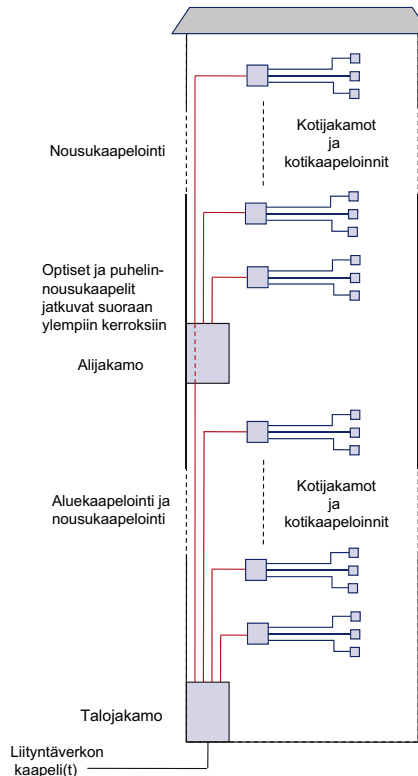 Nousukaapelointi
Kotijakamot
ja
kotikaapeloinnit
Optiset ja puhelin-
nousukaapelit
jatkuvat suoraan
ylempiin kerroksiin
Alijakamo
Aluekaapelointi ja
nousukaapelointi
Kotijakamot
ja
kotikaapeloinnit
Talojakamo
Liityntäverkon
kaapeli(t)